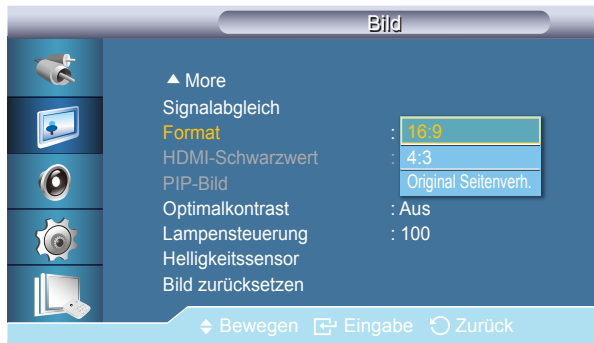 Bild
▲ More
Signalabgleich
Format : 16:9
HDMI-Schwarzwert : 4:3
PIP-Bild Original Seitenverh.
Optimalkontrast : Aus
Lampensteuerung : 100
Helligkeitssensor
Bild zurücksetzen
Bewegen Eingabe Zurück